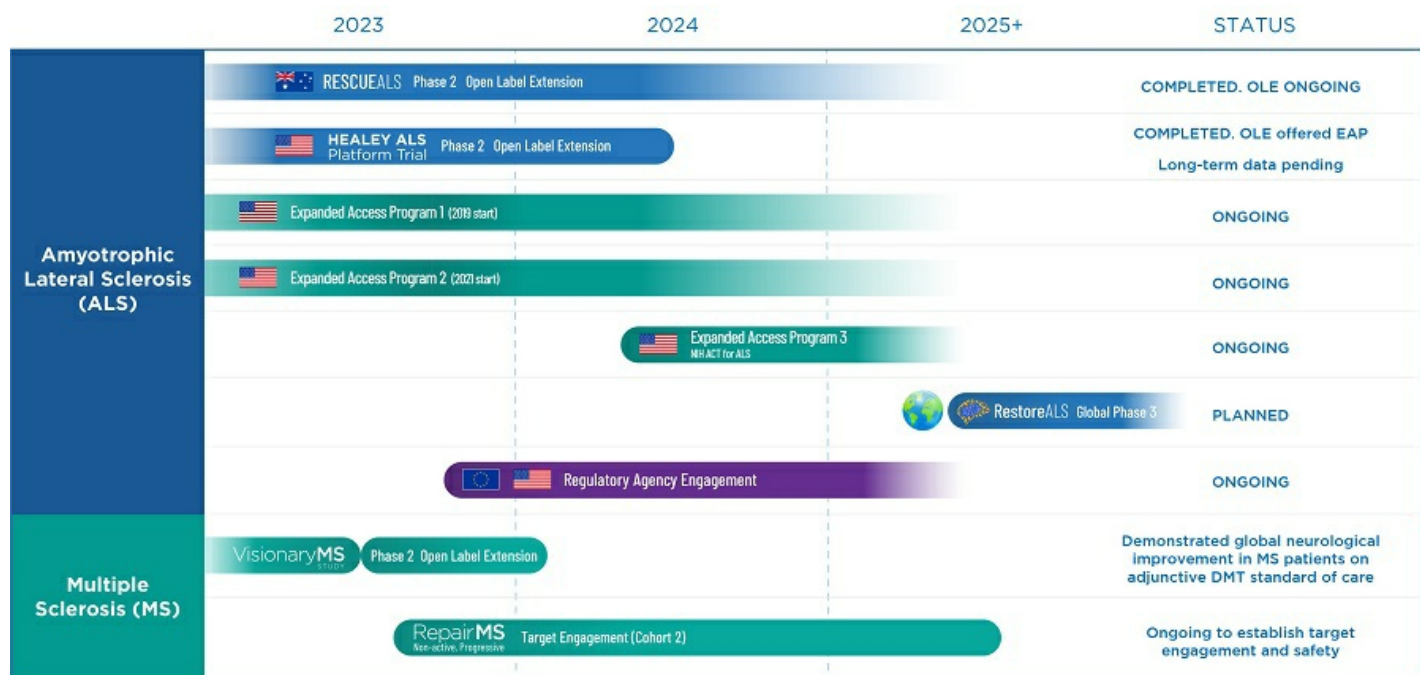 2023 2024 2025+ STATUS
Amyotrophic
Lateral Sclerosis
(ALS)
RESCUEALS Phase 2 Open Label Extension
COMPLETED. OLE ONGOING
HEALEY ALS
Platform Trial
Phase 2 Open Label Extension
COMPLETED. OLE offered EAP
Long-term data pending
Expanded Access Program 1 (2019 start)
ONGOING
Expanded Access Program 2 (2021 start)
ONGOING
Expanded Access Program 3
NIH ACT for ALS
ONGOING
RestoreALS Global Phase 3
PLANNED
Regulatory Agency Engagement
ONGOING
Multiple
Sclerosis (MS)
VisionaryMS
STUDY
Phase 2 Open Label Extension
Demonstrated global neurological
improvement in MS patients on
adjunctive DMT standard of care
RepairMS
Non-active, Progressive
Target Engagement (Cohort 2)
Ongoing to establish target
engagement and safety